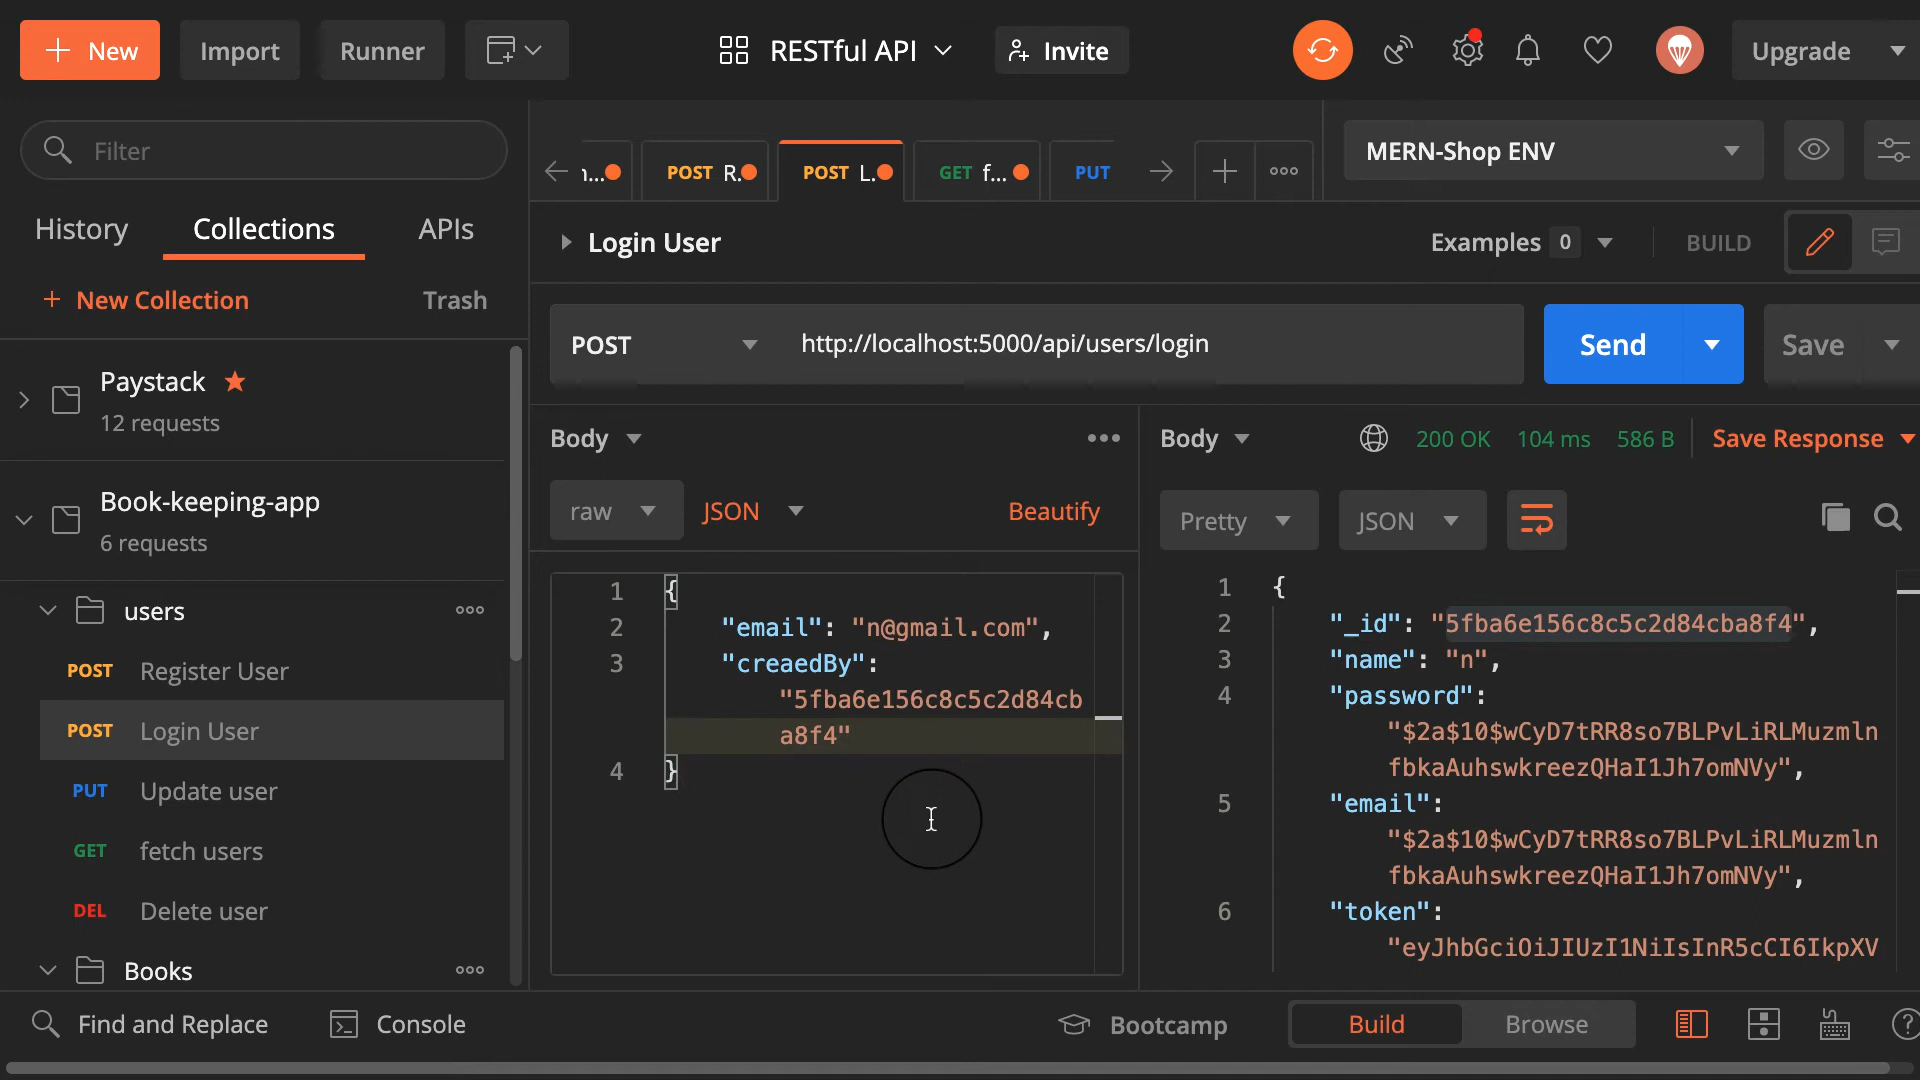 New
Import
Runner
RESTful API
Invite
Upgrade
Filter
n...
POST R.
POST L.
GET f...
PUT
MERN-Shop ENV
History
Collections
APIs
Login User
Examples 0
BUILD
+ New Collection
Trash
POST
http://localhost:5000/api/users/login
Send
Save
Paystack
12 requests
Book-keeping-app
6 requests
users
POST Register User
POST Login User
PUT Update user
GET fetch users
DEL Delete user
Books
Body
raw
JSON
Beautify
1 {
2 "email": "n@gmail.com",
3 "creaedBy":
"5fba6e156c8c5c2d84cb
a8f4"
4 }
Body
200 OK
104 ms
586 B
Save Response
Pretty
JSON
1 {
2 "_id": "5fba6e156c8c5c2d84cba8f4",
3 "name": "n",
4 "password":
"$2a$10$wCyD7tRR8so7BLPvLiRLMuzmln
fbkaAuhswkreezQHaI1Jh7omNVy",
5 "email":
"$2a$10$wCyD7tRR8so7BLPvLiRLMuzmln
fbkaAuhswkreezQHaI1Jh7omNVy",
6 "token":
"eyJhbGciOiJIUzI1NiIsInR5cCI6IkpXV
Find and Replace
Console
Bootcamp
Build
Browse